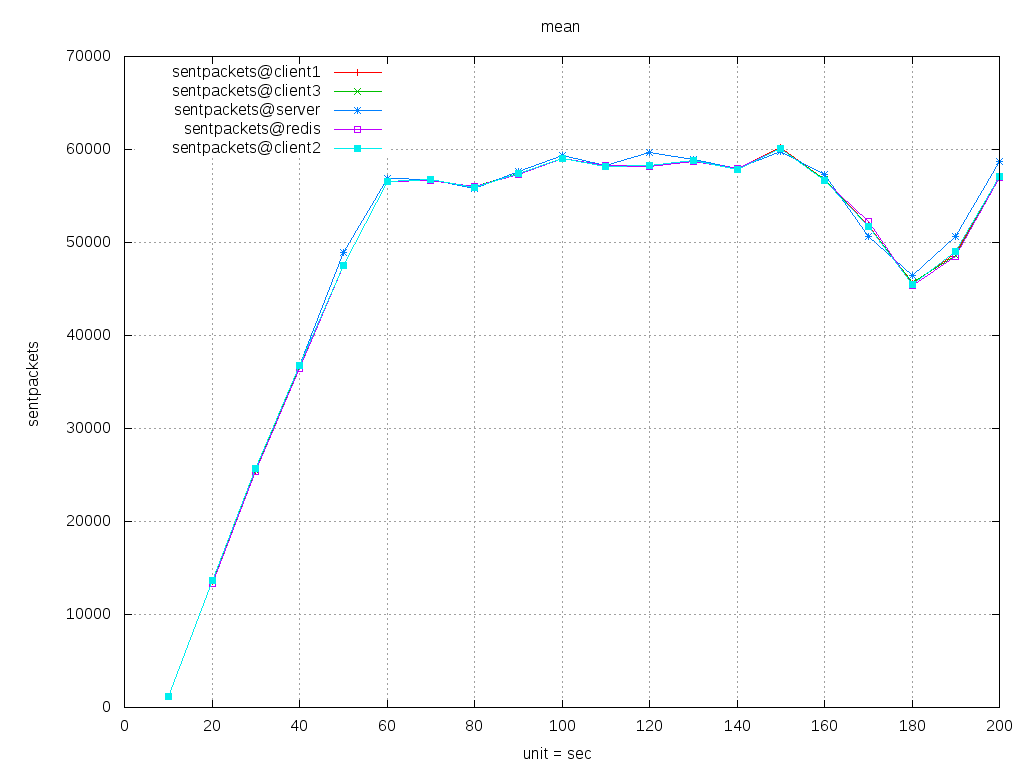 mean
70000
60000
50000
40000
30000
20000
10000
0
sentpackets
sentpackets@client1
sentpackets@client3
sentpackets@server
sentpackets@redis
sentpackets@client2
0 20 40 60 80 100 120 140 160 180 200
unit = sec